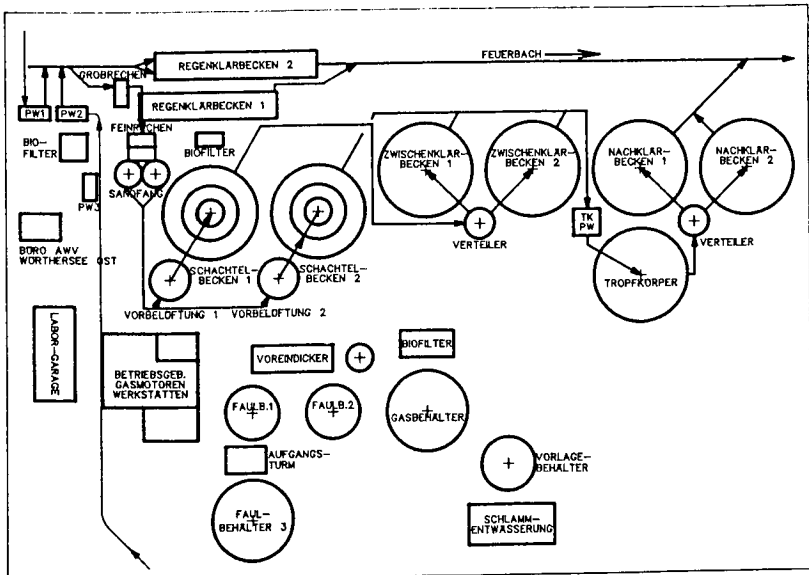 FEUERBACH
REGENKLÄRBECKEN 2
GROBRECHEN
REGENKLÄRBECKEN 1
PW1
PW2
FEINRECHEN
BIO-
FILTER
BIOFILTER
SANDFANG
PW3
BÜRO AWV
WÖRTHERSEE OST
ZWISCHENKLÄR-
BECKEN 1
ZWISCHENKLÄR-
BECKEN 2
NACHKLÄR-
BECKEN 1
NACHKLÄR-
BECKEN 2
VERTEILER
TK
PW
VERTEILER
TROPFKÖRPER
SCHACHTEL-
BECKEN 1
SCHACHTEL-
BECKEN 2
VORBELÜFTUNG 1
VORBELÜFTUNG 2
LABOR-GARAGE
BETRIEBSGEB.
GASMOTOREN
WERKSTÄTTEN
VOREINDICKER
BIOFILTER
FAULB.1
FAULB.2
GASBEHÄLTER
AUFGANGS-
TURM
VORLAGE-
BEHÄLTER
FAUL-
BEHÄLTER 3
SCHLAMM-
ENTWÄSSERUNG